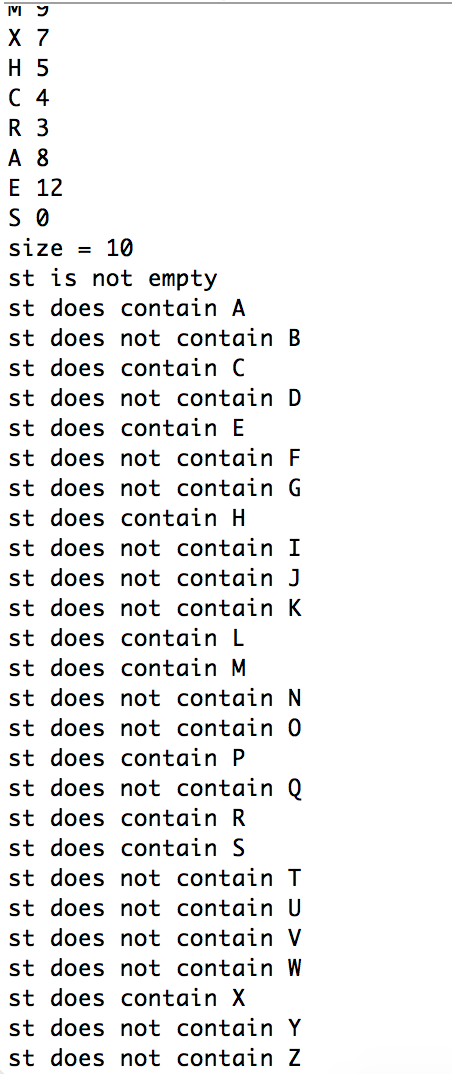 M 9
X 7
H 5
C 4
R 3
A 8
E 12
S 0
size = 10
st is not empty
st does contain A
st does not contain B
st does contain C
st does not contain D
st does contain E
st does not contain F
st does not contain G
st does contain H
st does not contain I
st does not contain J
st does not contain K
st does contain L
st does contain M
st does not contain N
st does not contain O
st does contain P
st does not contain Q
st does contain R
st does contain S
st does not contain T
st does not contain U
st does not contain V
st does not contain W
st does contain X
st does not contain Y
st does not contain Z